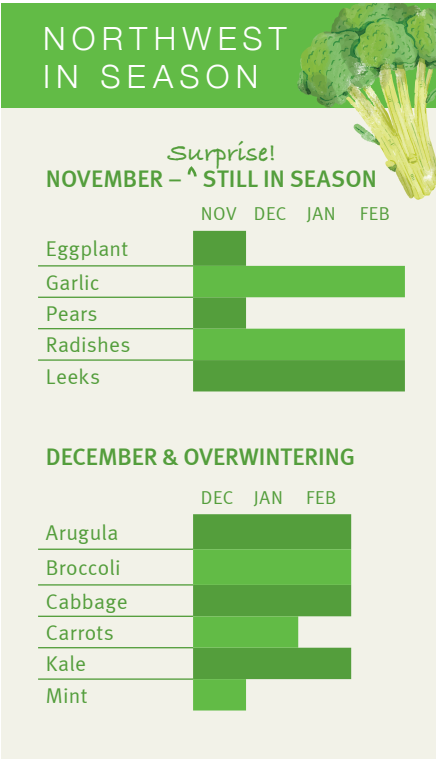 NORTHWEST
IN SEASON
Surprise!
NOVEMBER – ^ STILL IN SEASON
NOV DEC JAN FEB
Eggplant
Garlic
Pears
Radishes
Leeks
DECEMBER & OVERWINTERING
DEC JAN FEB
Arugula
Broccoli
Cabbage
Carrots
Kale
Mint